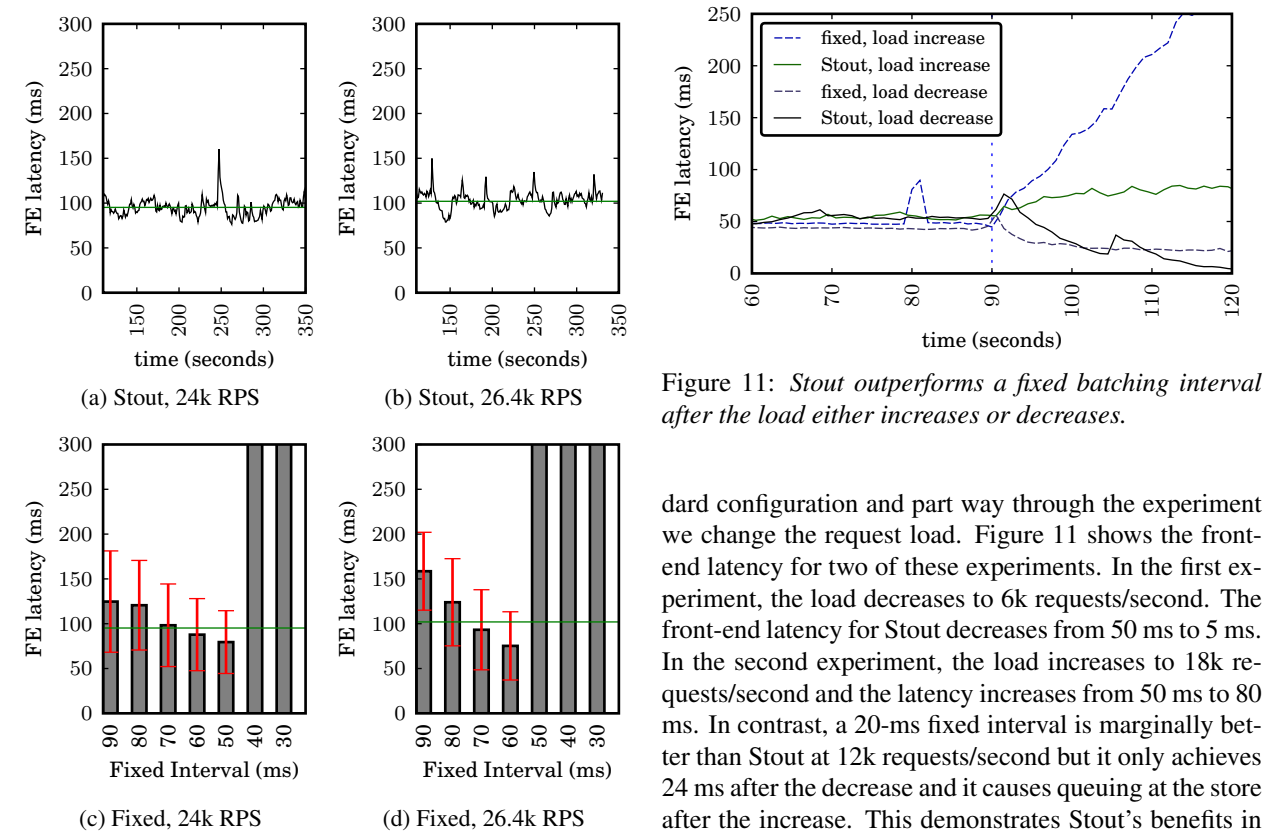 300
250
200
150
100
50
0
FE latency (ms)
150
200
250
300
350
time (seconds)
(a) Stout, 24k RPS
300
250
200
150
100
50
0
FE latency (ms)
150
200
250
300
350
time (seconds)
(b) Stout, 26.4k RPS
300
250
200
150
100
50
0
FE latency (ms)
90
80
70
60
50
40
30
Fixed Interval (ms)
(c) Fixed, 24k RPS
300
250
200
150
100
50
0
FE latency (ms)
90
80
70
60
50
40
30
Fixed Interval (ms)
(d) Fixed, 26.4k RPS
250
200
150
100
50
0
FE latency (ms)
fixed, load increase
Stout, load increase
fixed, load decrease
Stout, load decrease
60
70
80
90
100
110
120
time (seconds)
Figure 11: Stout outperforms a fixed batching interval
after the load either increases or decreases.
dard configuration and part way through the experiment
we change the request load. Figure 11 shows the front-
end latency for two of these experiments. In the first ex-
periment, the load decreases to 6k requests/second. The
front-end latency for Stout decreases from 50 ms to 5 ms.
In the second experiment, the load increases to 18k re-
quests/second and the latency increases from 50 ms to 80
ms. In contrast, a 20-ms fixed interval is marginally bet-
ter than Stout at 12k requests/second but it only achieves
24 ms after the decrease and it causes queuing at the store
after the increase. This demonstrates Stout's benefits in